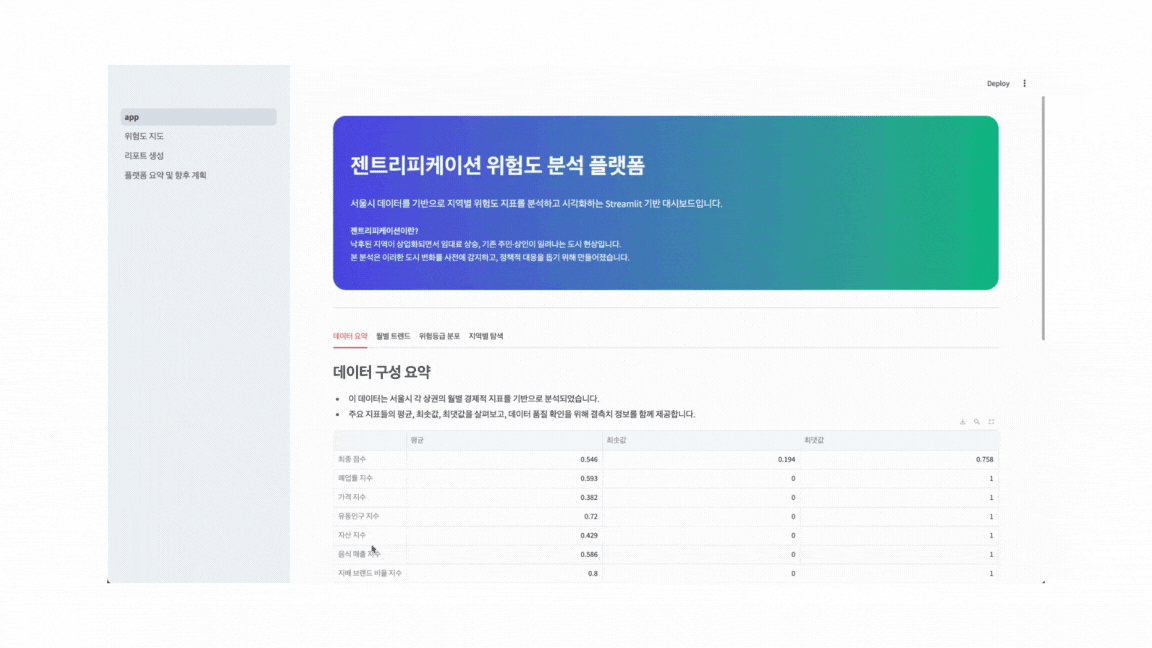 Deploy
app
위험도 지도
리포트 생성
플랫폼 요약 및 향후 계획
젠트리피케이션 위험도 분석 플랫폼
서울시 데이터를 기반으로 지역별 위험도 지표를 분석하고 시각화하는 Streamlit 기반 대시보드입니다.
젠트리피케이션이란?
낙후된 지역이 상업화되면서 임대료 상승, 기존 주민·상인이 밀려나는 도시 현상입니다.
본 분석은 이러한 도시 변화를 사전에 감지하고, 정책적 대응을 돕기 위해 만들어졌습니다.
데이터 요약 월별 트렌드 위험등급 분포 지역별 탐색
데이터 구성 요약
이 데이터는 서울시 각 상권의 월별 경제적 지표를 기반으로 분석되었습니다.
주요 지표들의 평균, 최솟값, 최댓값을 살펴보고, 데이터 품질 확인을 위해 결측치 정보를 함께 제공합니다.
평균 최솟값 최댓값
최종 점수 0.546 0.194 0.758
폐업률 지수 0.593 0 1
가격 지수 0.382 0 1
유동인구 지수 0.72 0 1
자산 지수 0.429 0 1
음식 매출 지수 0.586 0 1
지배 브랜드 비율 지수 0.8 0 1